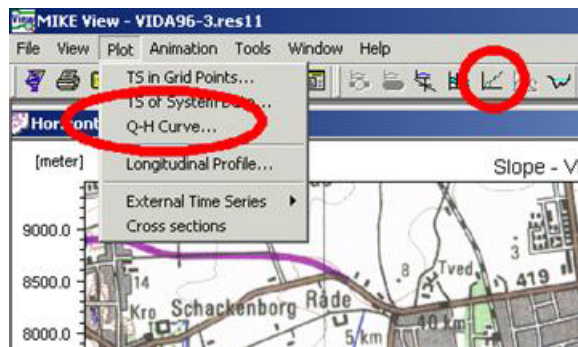 MIKE View - VIDA96-3.res11
File View Plot Animation Tools Window Help
TS in Grid Points...
TS of System Data...
Horizont
Q-H Curve...
[meter]
Longitudinal Profile...
Slope - V
External Time Series
Cross sections
9000.0
3
8500.0
14
.8
Tved
419
Kro
Schackenborg
Råde
40 km
5 km
8000.0